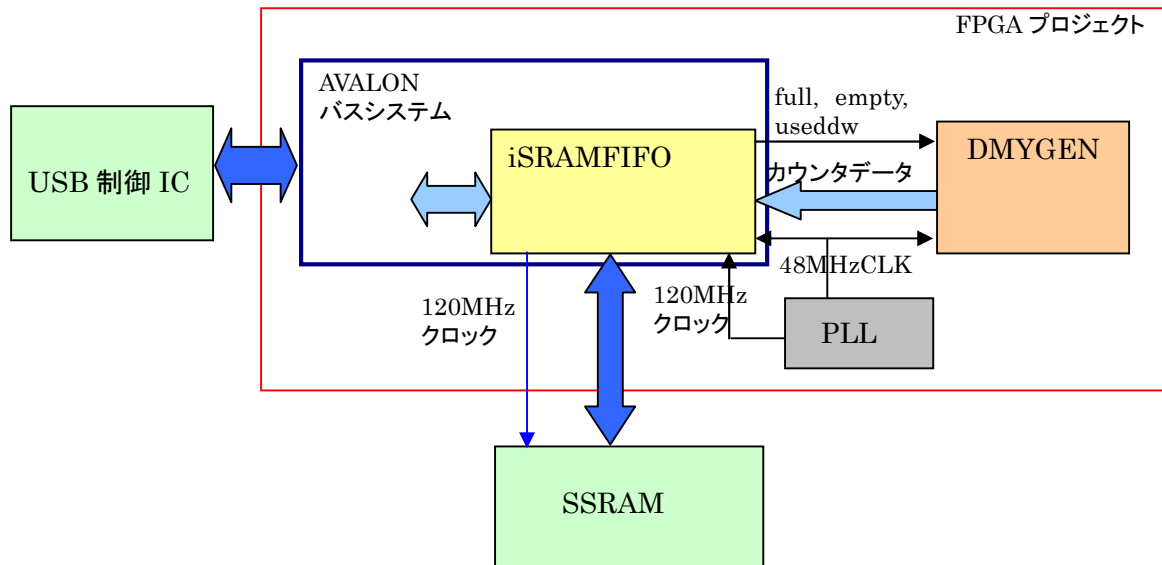 FPGA プロジェクト
AVALON
バスシステム
full, empty,
useddw
USB 制御 IC
iSRAMFIFO
DMYGEN
カウンタデータ
48MHzCLK
120MHz
クロック
120MHz
クロック
PLL
SSRAM